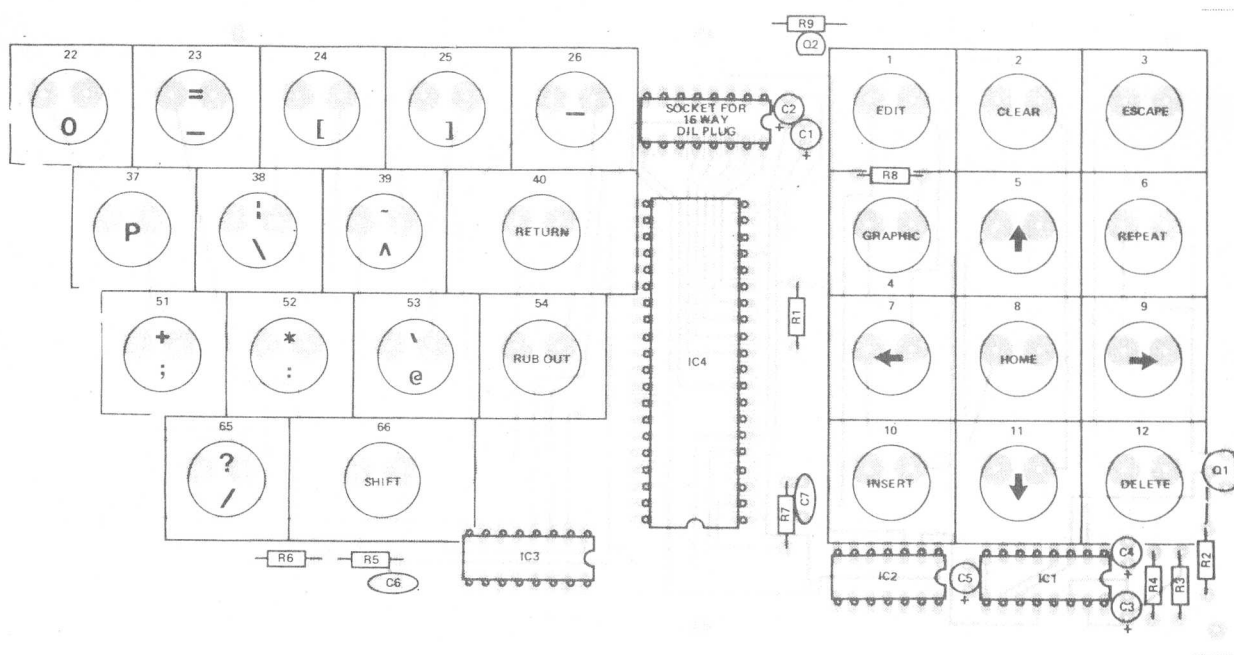 R9
Q2
22 23 24 25 26
= 
0 — [ ] —
SOCKET FOR
16 WAY
DIL PLUG
C2
C1
1 2 3
EDIT CLEAR ESCAPE
37 38 39 40
¦ ~
P \ ∧ RETURN
R8
5 6
GRAPHIC ↑ REPEAT
4
51 52 53 54
+ * `
; : @ RUB OUT
R1
IC4
7 8 9
← HOME →
65 66
?
/ SHIFT
10 11 12
INSERT ↓ DELETE
Q1
R7
C7
R6 R5
C6
IC3
IC2
C5
IC1
C4
C3
R4
R3
R2
+
+
+
+
+